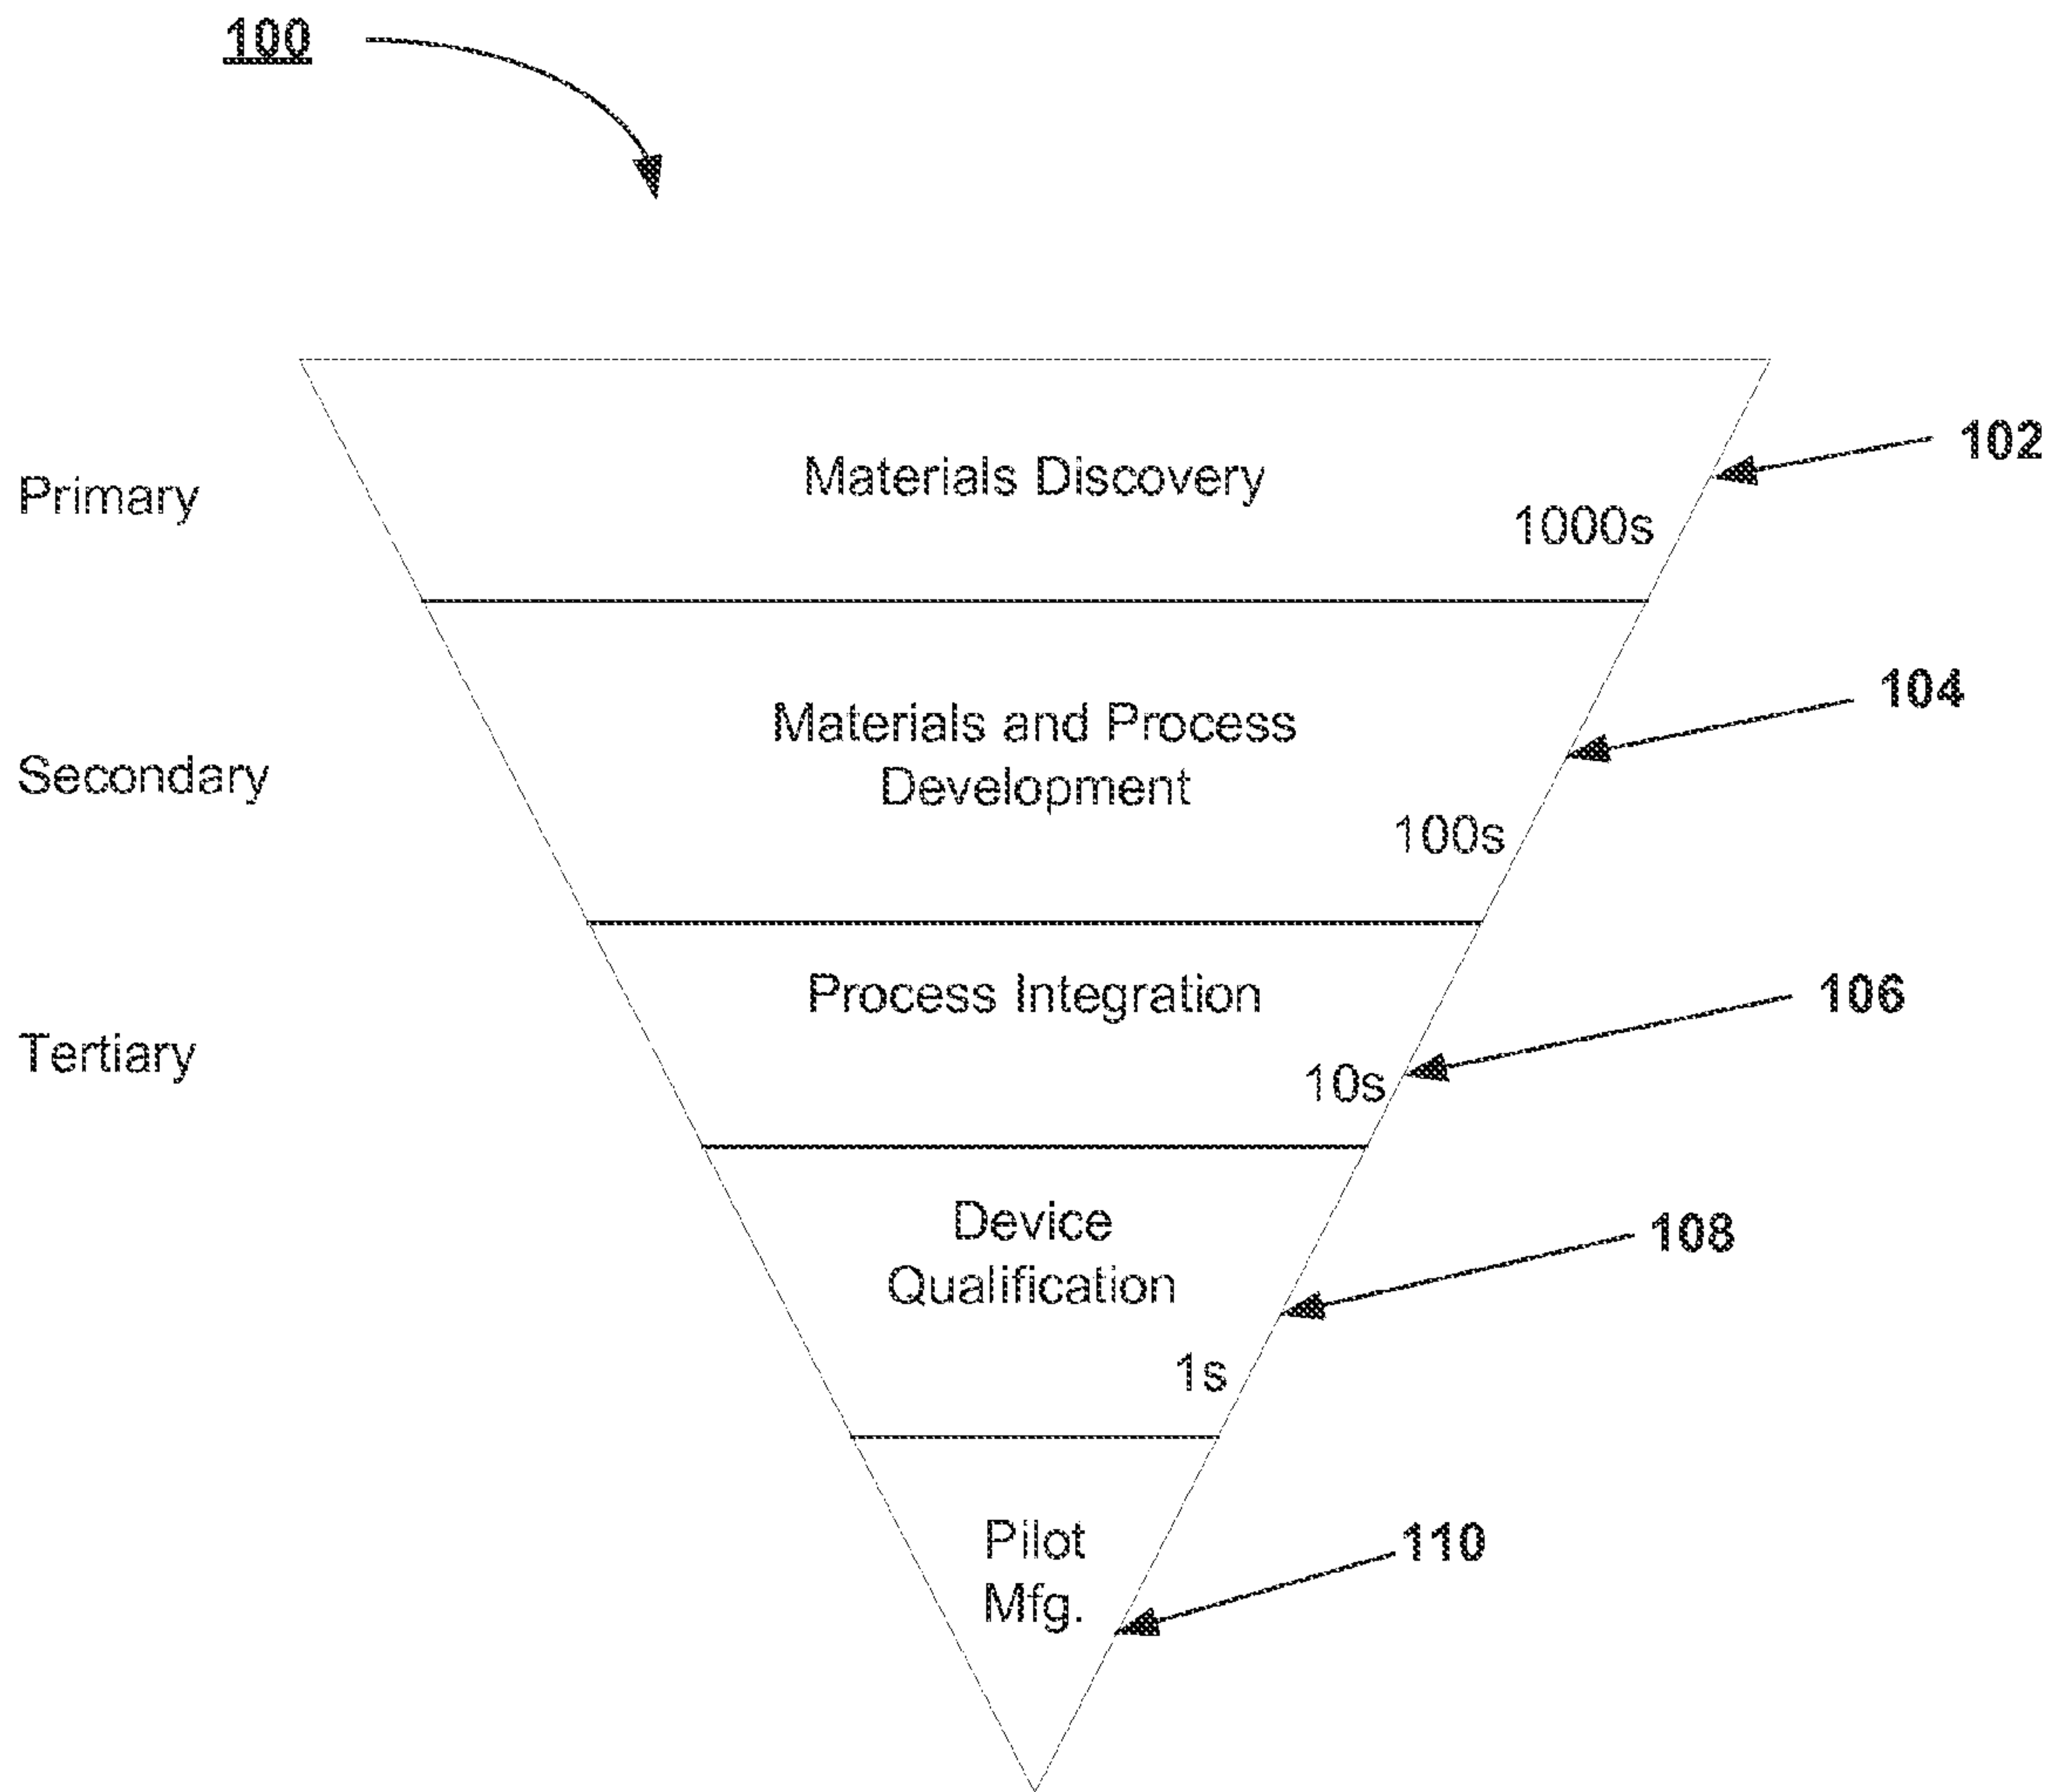 100
Materials Discovery
102
Primary
1000s
Materials and Process
104
Secondary
Development
100s
Process Integration
106
Tertiary
10s
Device
108
Qualification
1s
Pilot
110
Mfg.